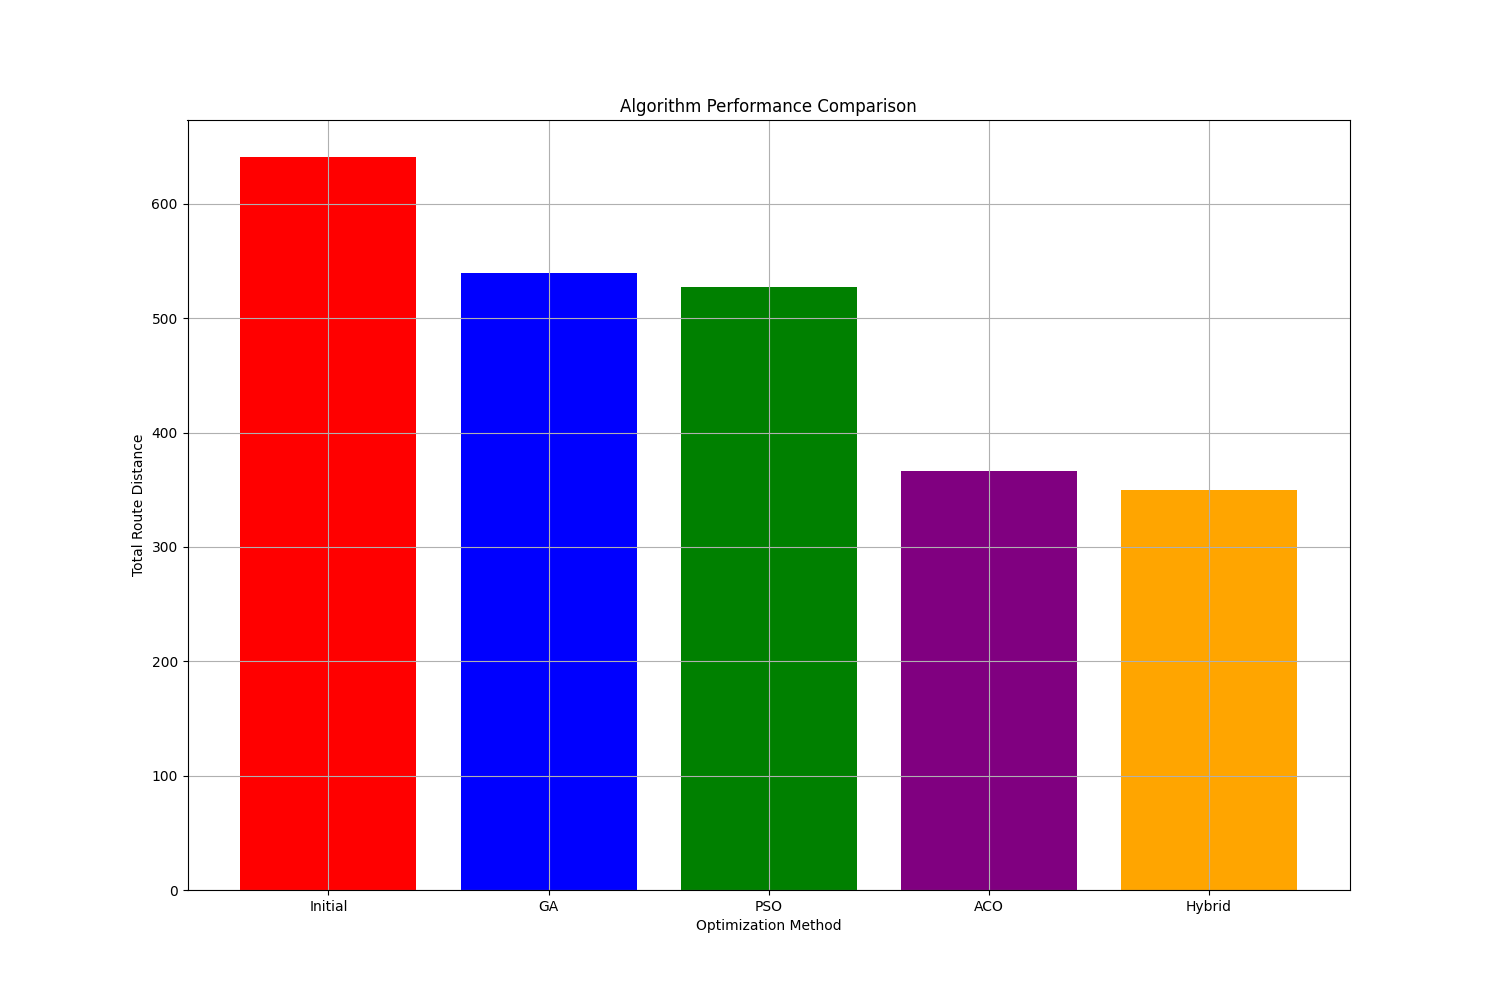 Algorithm Performance Comparison
Total Route Distance
600
500
400
300
200
100
0
Initial GA PSO ACO Hybrid
Optimization Method